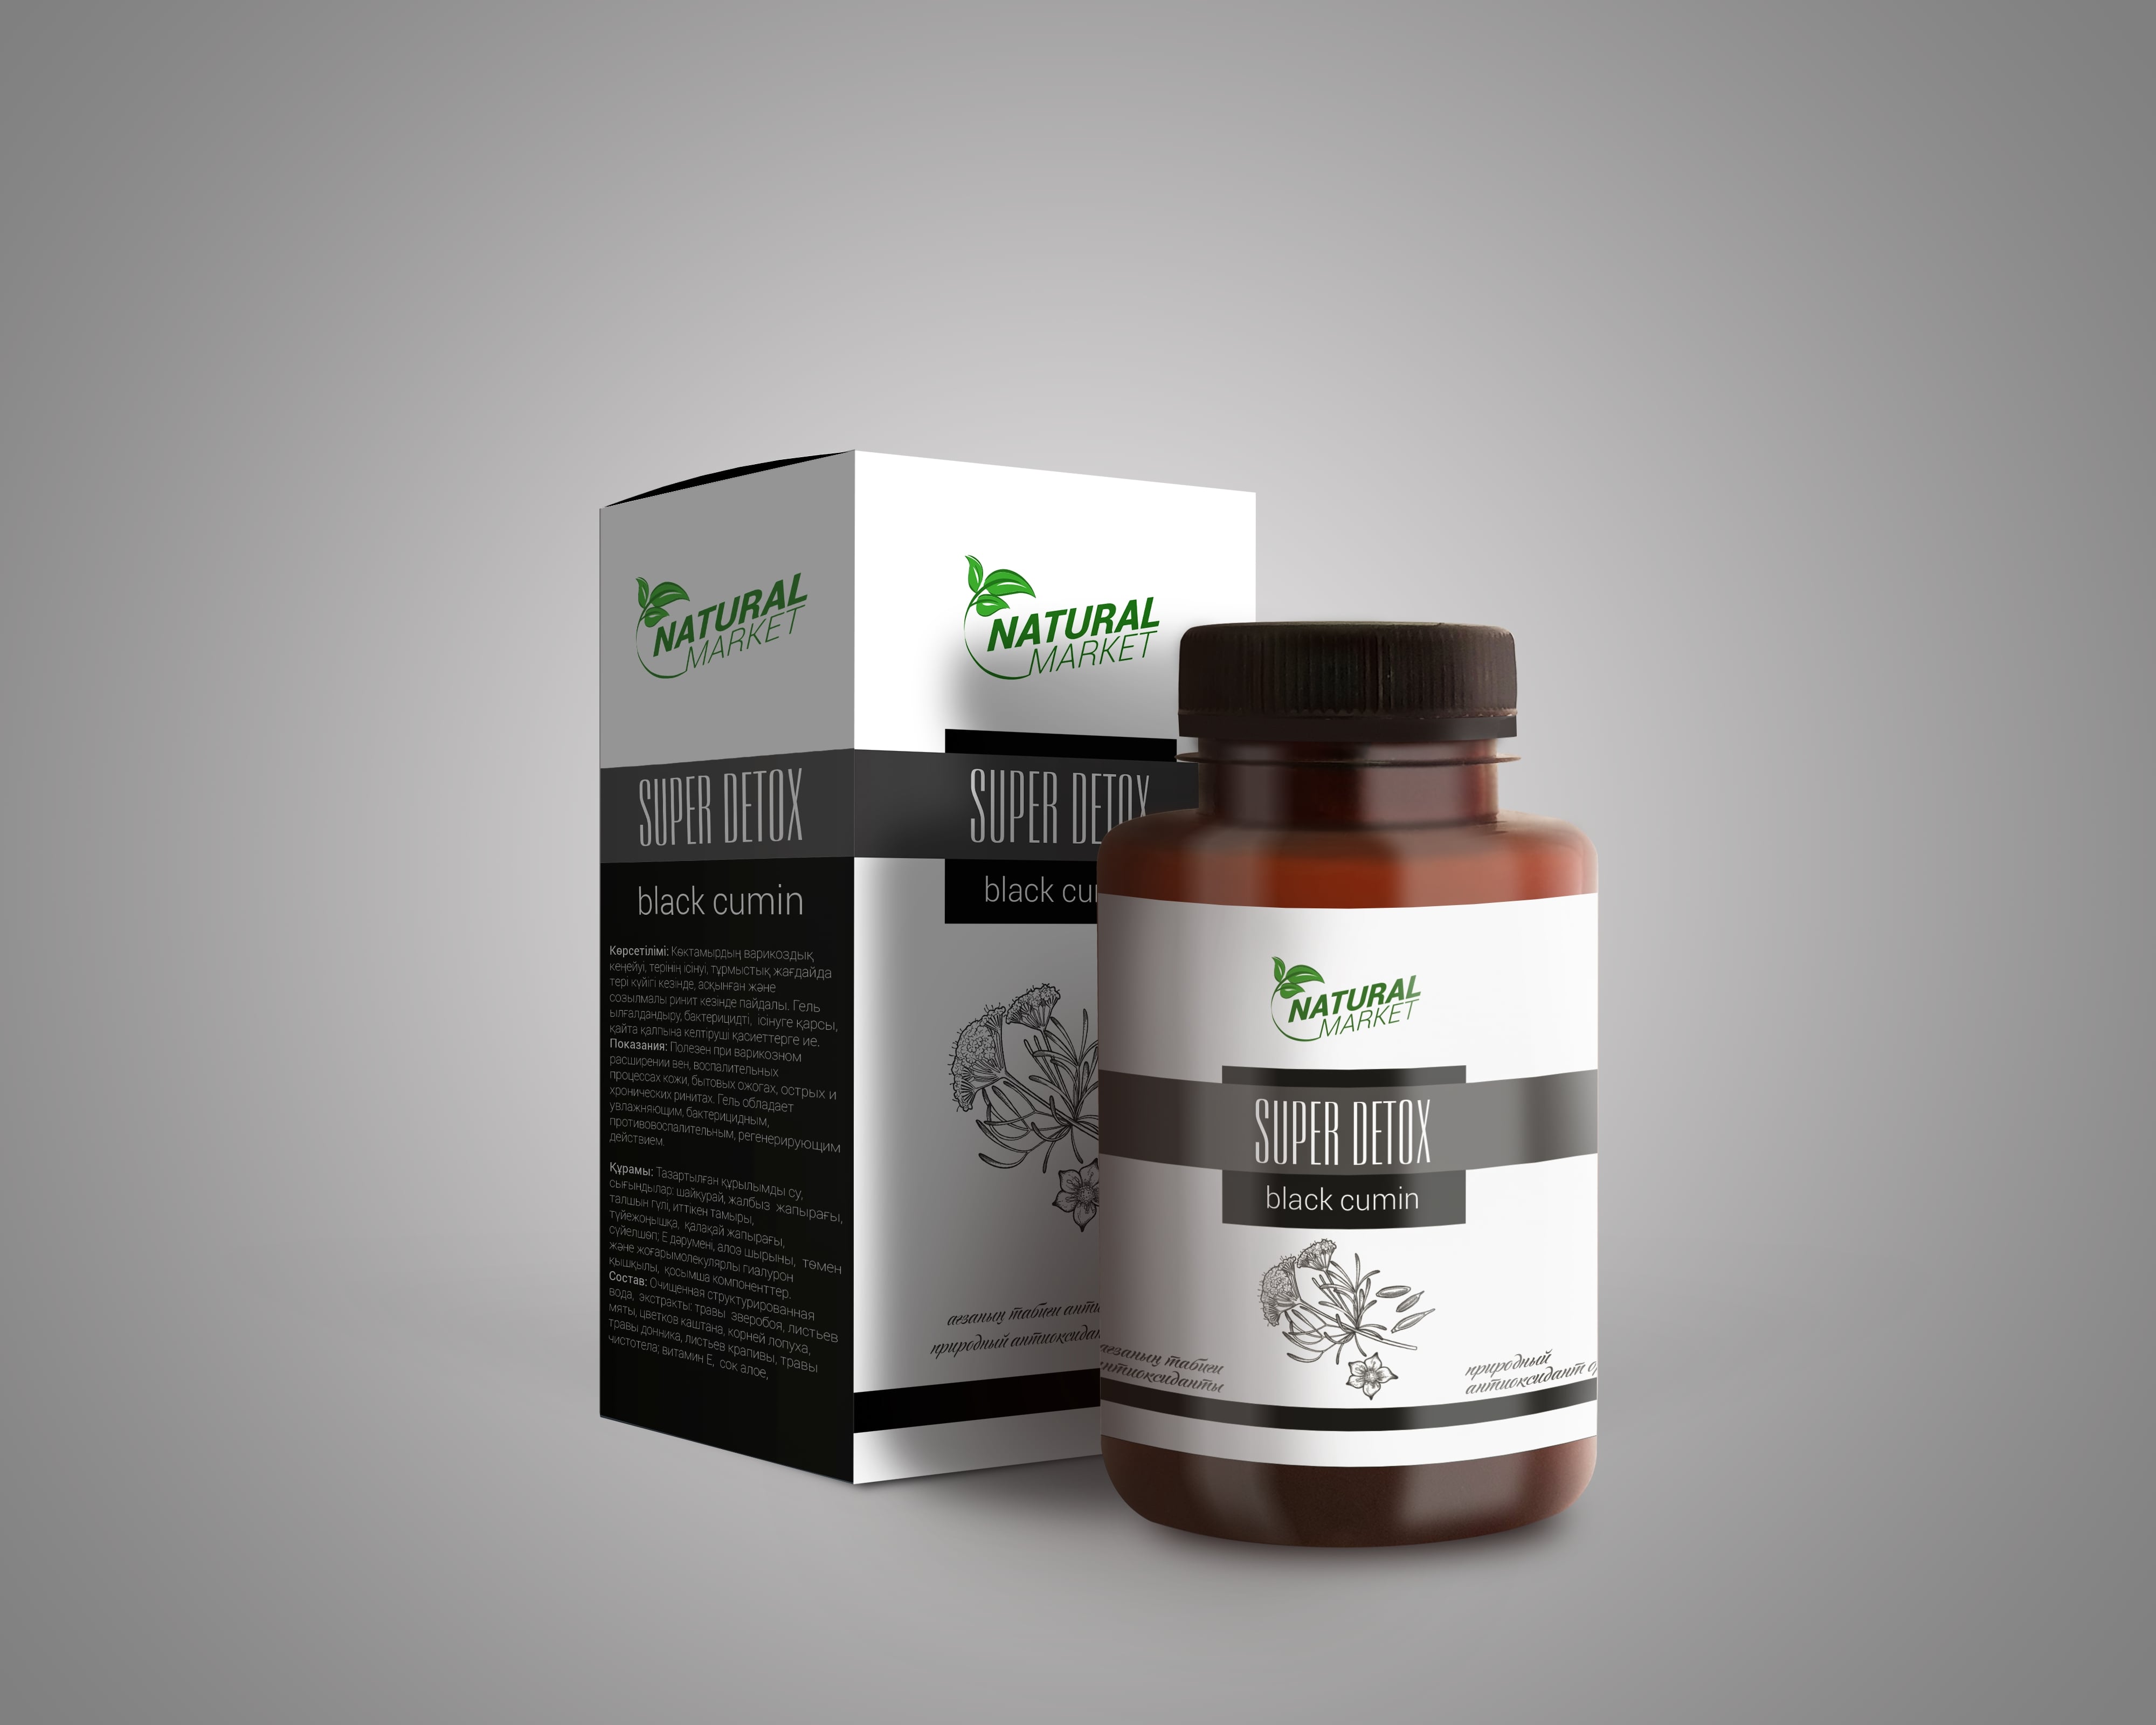 NATURAL
MARKET
SUPER DETOX
black cumin
Көрсетілімі: Көктамырдың варикоздық
кеңейуі, терінің ісінуі, тұрмыстық жағдайда
тері күйігі кезінде, асқынған және
созылмалы ринит кезінде пайдалы. Гель
ылғалдандыру, бактерицидті, ісінуге қарсы,
қайта қалпына келтіруші қасиеттерге ие.
Показания: Полезен при варикозном
расширении вен, воспалительных
процессах кожи, бытовых ожогах, острых и
хронических ринитах. Гель обладает
увлажняющим, бактерицидным,
противовоспалительным, регенерирующим
действием.
Құрамы: Тазартылған құрылымды су,
сығындылар: шайқурай, жалбыз жапырағы,
талшын гүлі, иттікен тамыры,
түйежоңышқа, қалақай жапырағы,
сүйелшөп; Е дәрумені, алоэ шырыны, төмен
және жоғарымолекулярлы гиалурон
қышқылы, қосымша компоненттер.
Состав: Очищенная структурированная
вода, экстракты: травы зверобоя, листьев
мяты, цветков каштана, корней лопуха,
травы донника, листьев крапивы, травы
чистотела; витамин Е, сок алое,
NATURAL
MARKET
SUPER DETOX
black cu
ағзаның табиғи
природный
NATURAL
MARKET
SUPER DETOX
black cumin
ағзаның табиғи
антиоксиданты
природный
антиоксидант